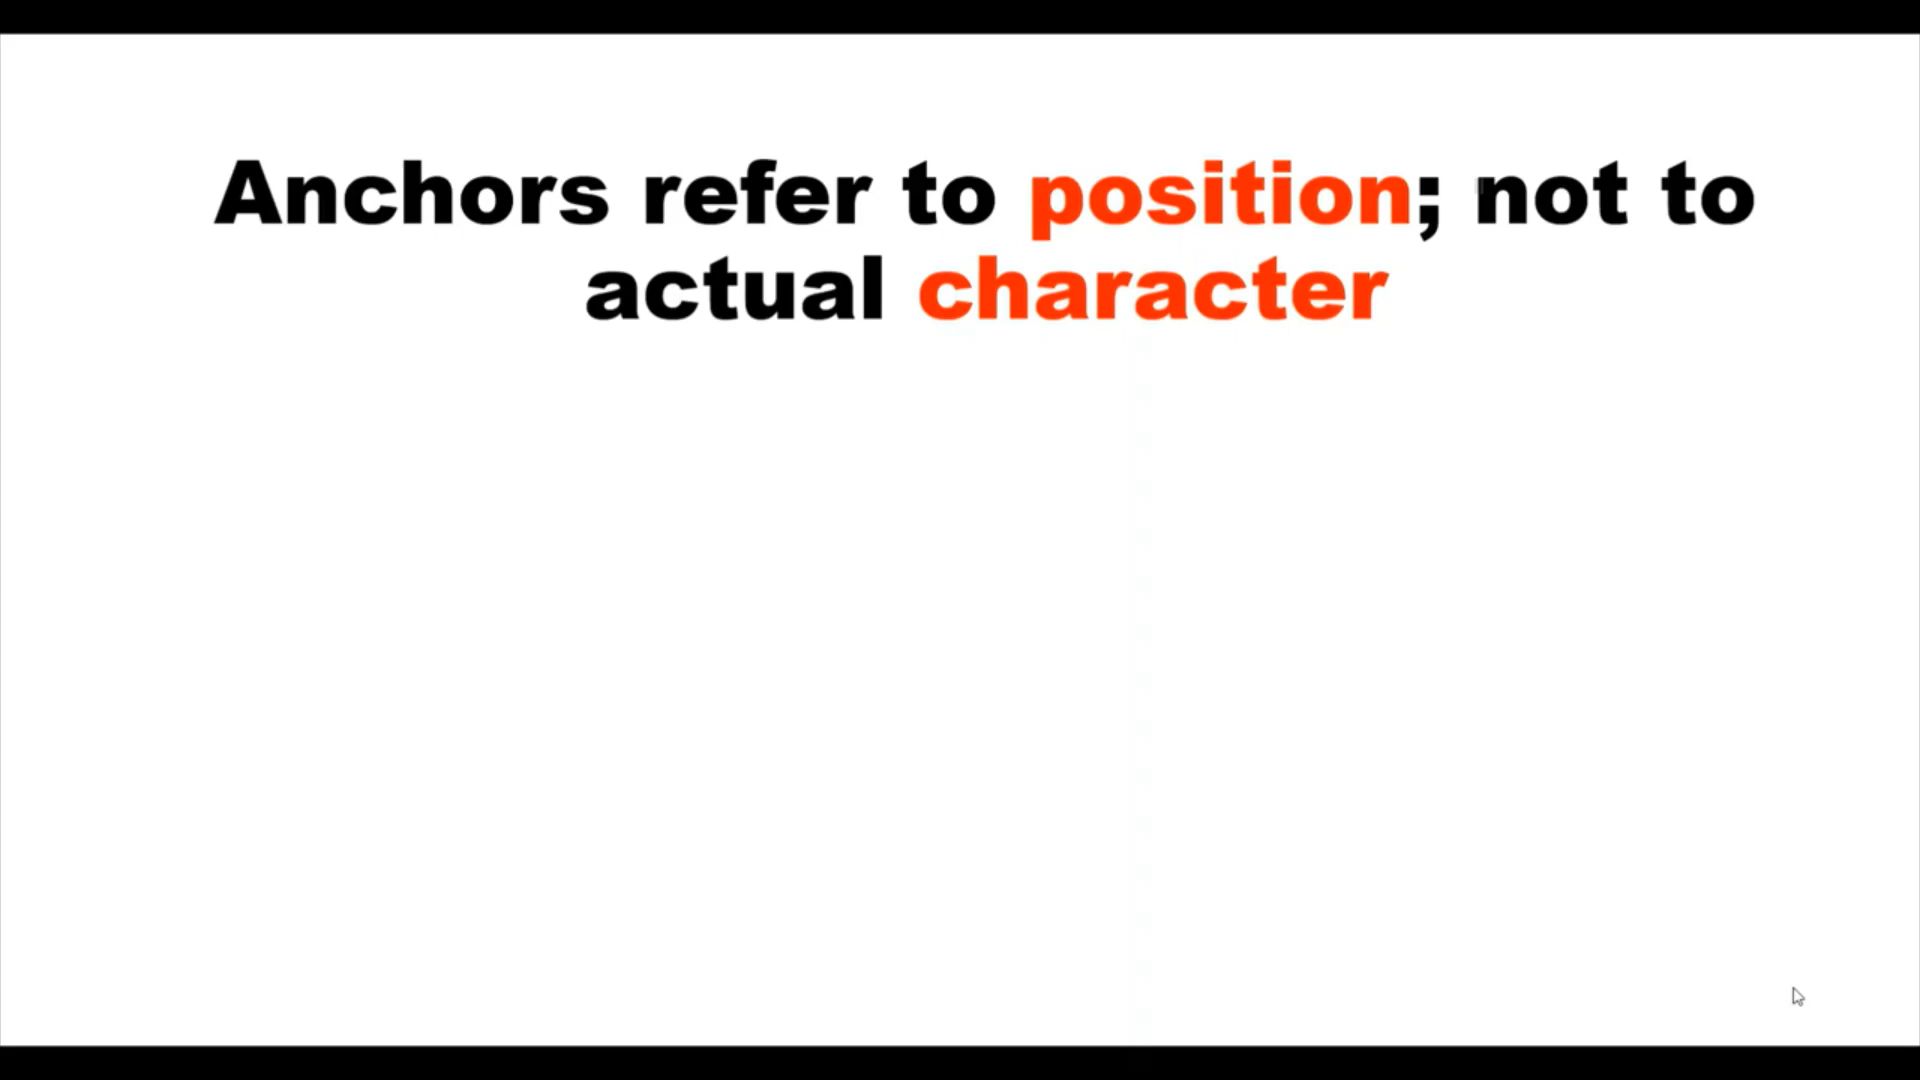 Anchors refer to position; not to
actual character